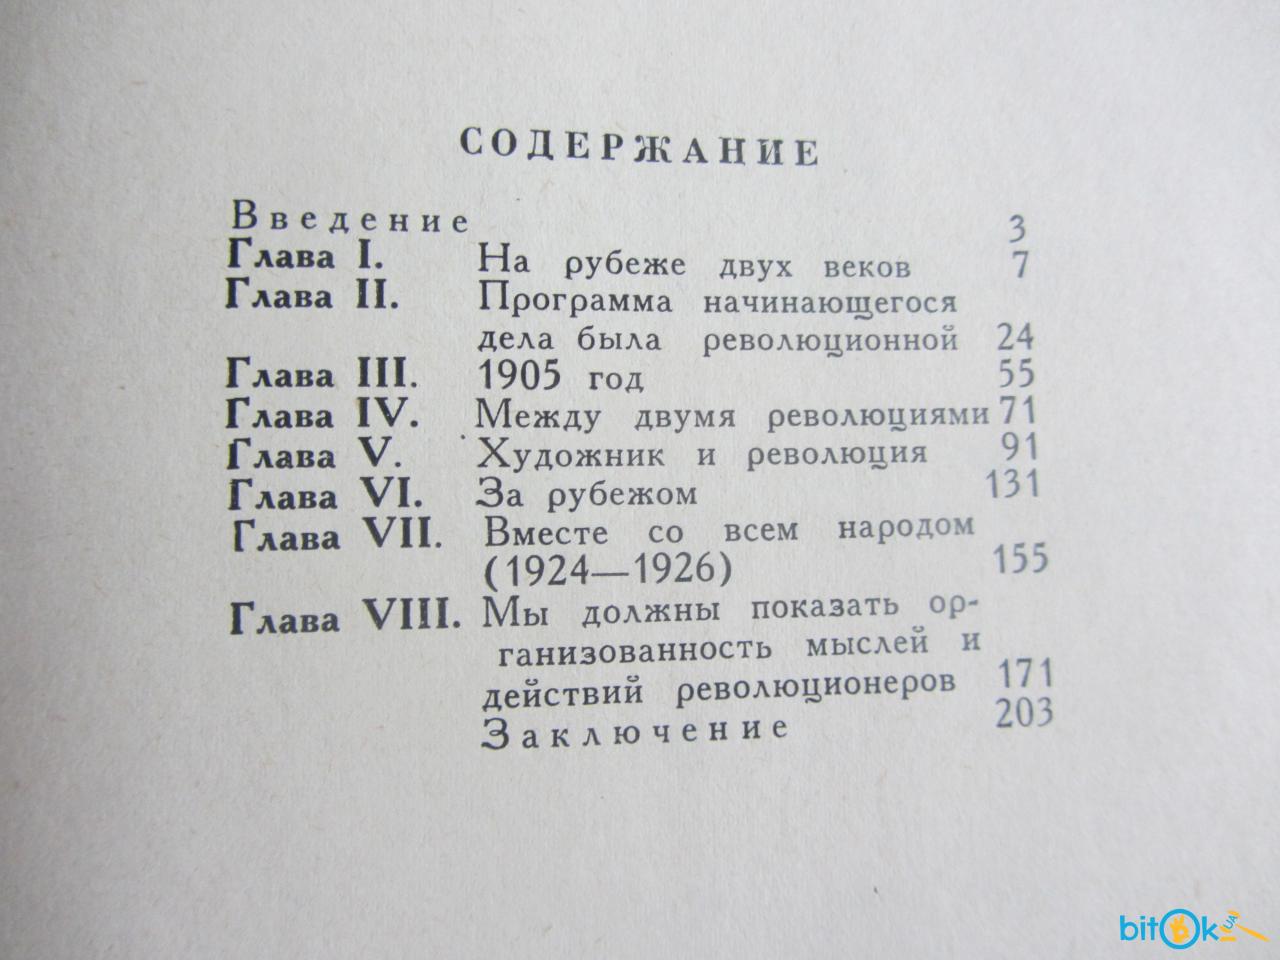 СОДЕРЖАНИЕ
Введение 3
Глава I. На рубеже двух веков 7
Глава II. Программа начинающегося
дела была революционной 24
Глава III. 1905 год 55
Глава IV. Между двумя революциями 71
Глава V. Художник и революция 91
Глава VI. За рубежом 131
Глава VII. Вместе со всем народом
(1924—1926) 155
Глава VIII. Мы должны показать ор-
ганизованность мыслей и
действий революционеров 171
Заключение 203
bitOk.UA